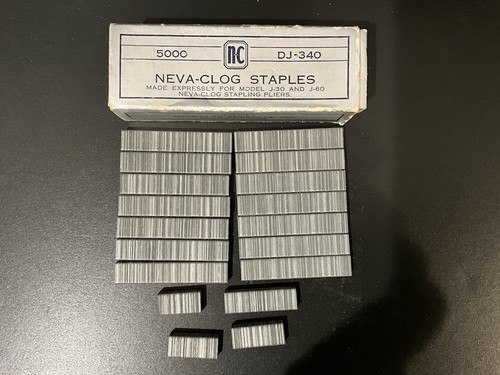 5000 NC DJ-340
NEVA-CLOG STAPLES
MADE EXPRESSLY FOR MODEL J-30 AND J-60
NEVA-CLOG STAPLING PLIERS.